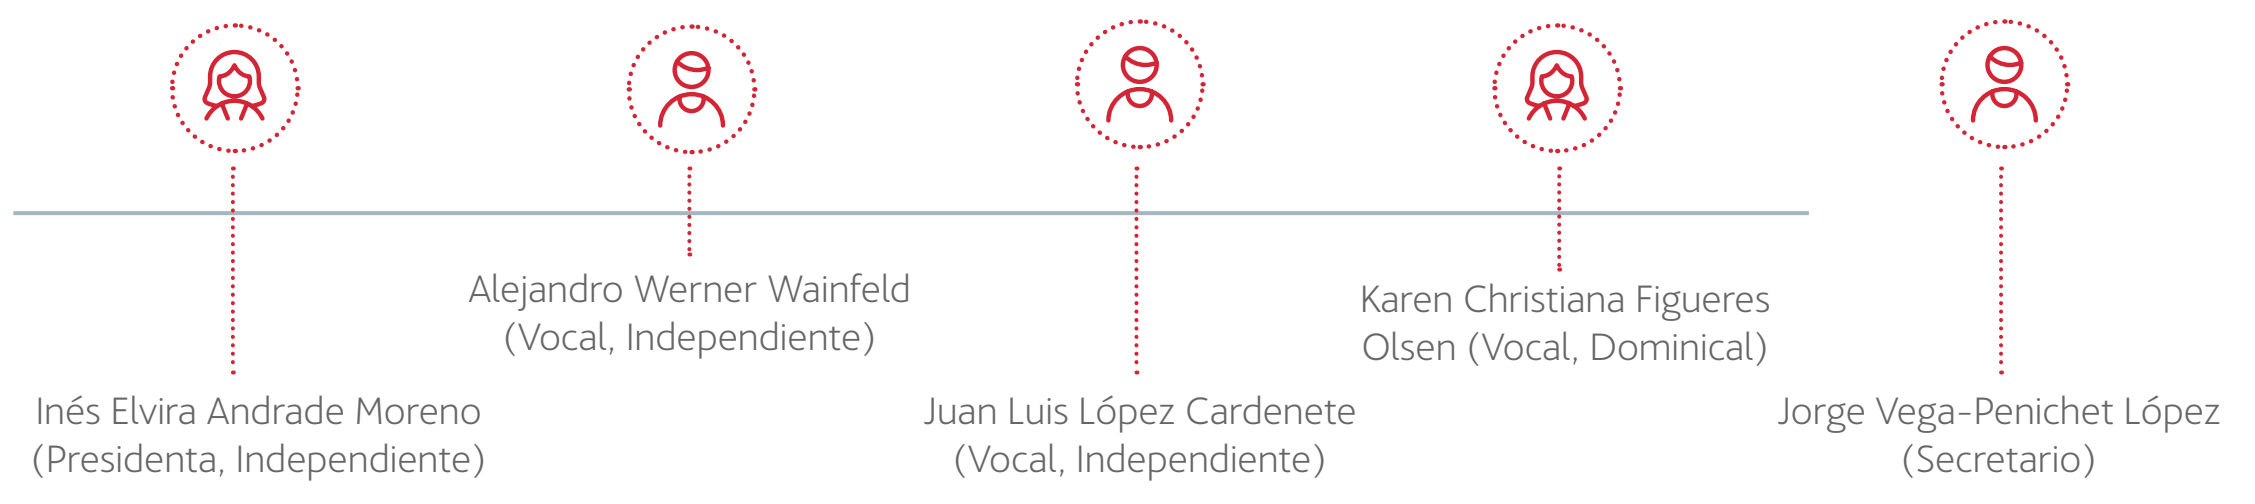 Inés Elvira Andrade Moreno
(Presidenta, Independiente)
Alejandro Werner Wainfeld
(Vocal, Independiente)
Juan Luis López Cardenete
(Vocal, Independiente)
Karen Christiana Figueres
Olsen (Vocal, Dominical)
Jorge Vega-Penichet López
(Secretario)